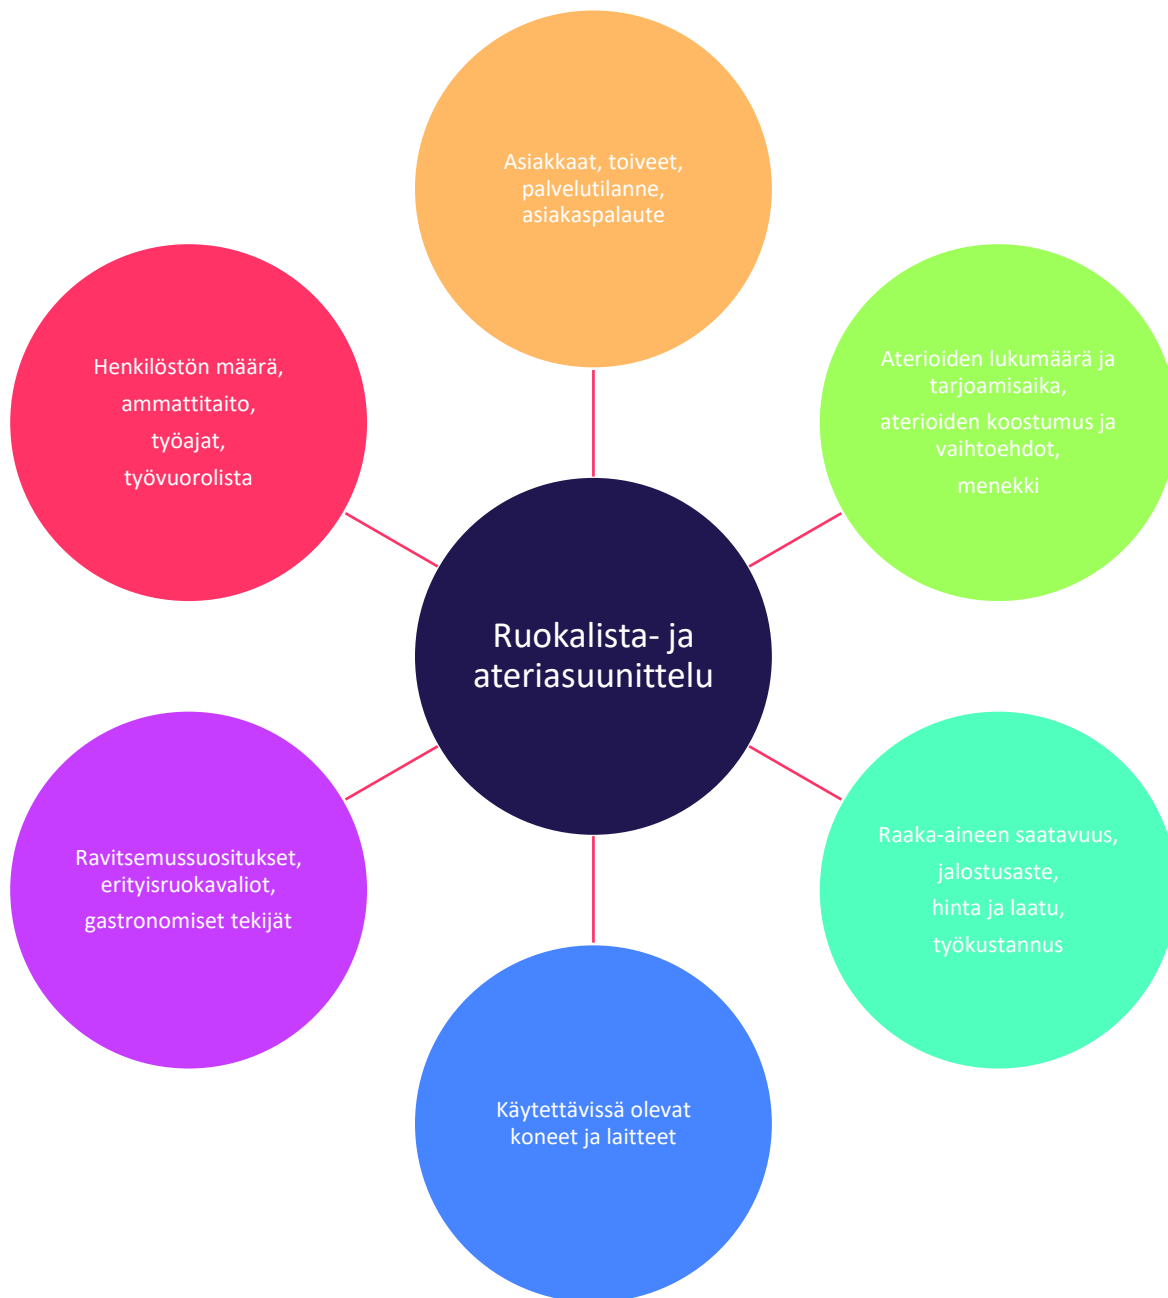 Asiakkaat, toiveet,
palvelutilanne,
asiakaspalaute
Henkilöstön määrä,
ammattitaito,
työajat,
työvuorolista
Aterioiden lukumäärä ja
tarjoamisaika,
aterioiden koostumus ja
vaihtoehdot,
menekki
Ruokalista- ja
ateriasuunittelu
Ravitsemussuositukset,
erityisruokavaliot,
gastronomiset tekijät
Raaka-aineen saatavuus,
jalostusaste,
hinta ja laatu,
työkustannus
Käytettävissä olevat
koneet ja laitteet